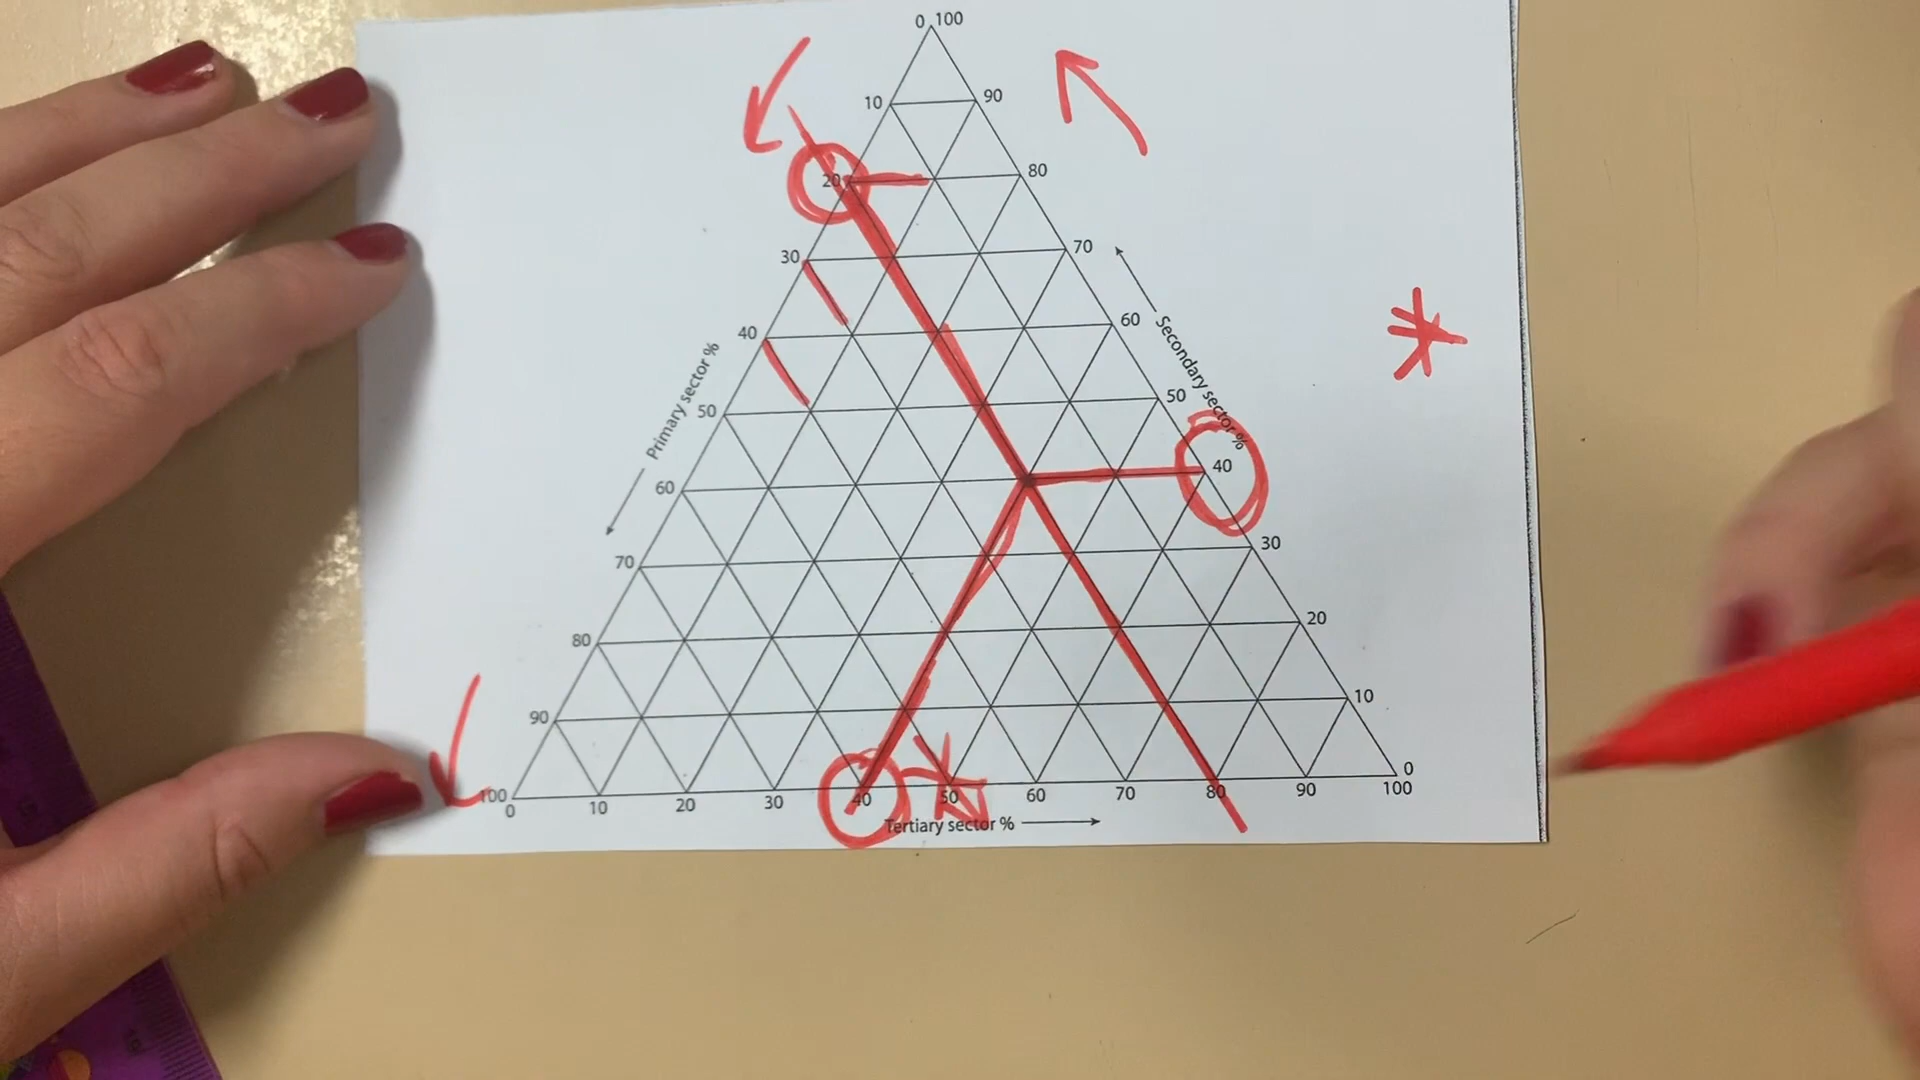 0 100
10 90
20 80
30 70
40 60
50 50
60 40
70 30
80 20
90 10
100 0
0 10 20 30 40 50 60 70 80 90 100
Primary sector %
Secondary sector %
Tertiary sector %